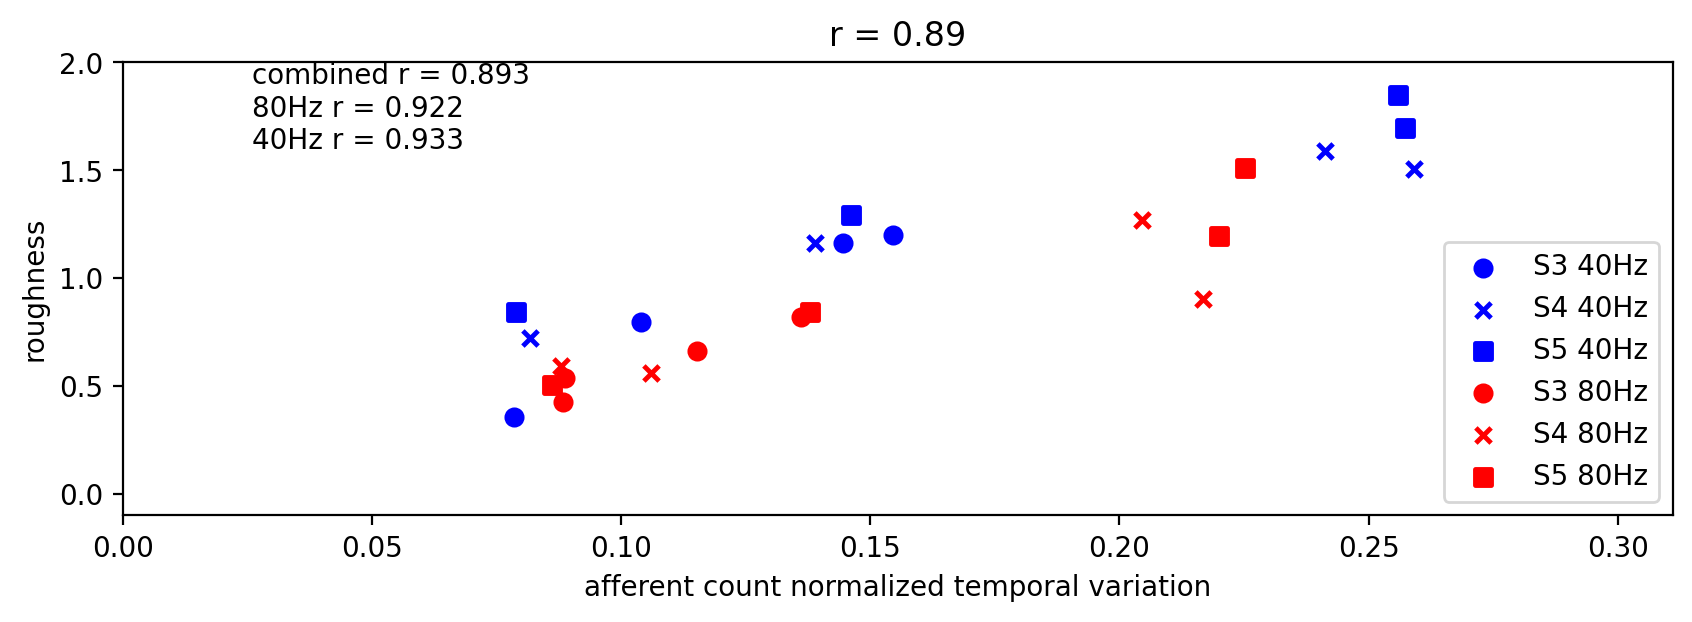 r = 0.89
combined r = 0.893
80Hz r = 0.922
40Hz r = 0.933
2.0
1.5
1.0
0.5
0.0
roughness
S3 40Hz
S4 40Hz
S5 40Hz
S3 80Hz
S4 80Hz
S5 80Hz
0.00 0.05 0.10 0.15 0.20 0.25 0.30
afferent count normalized temporal variation